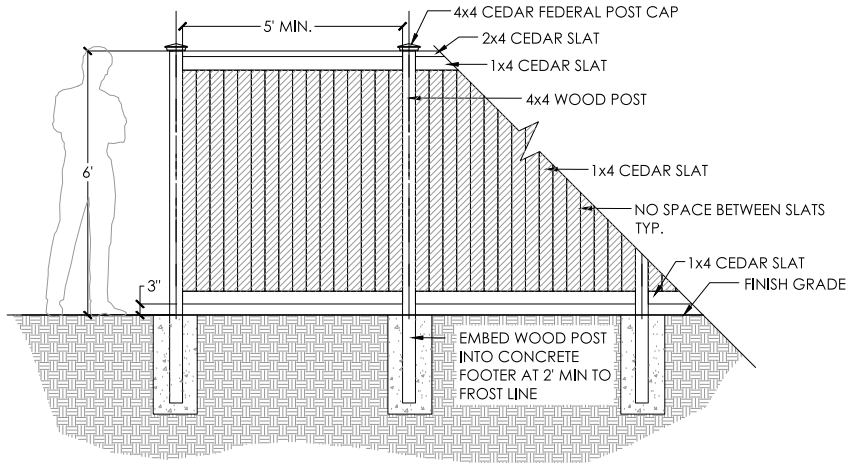 5' MIN.
4x4 CEDAR FEDERAL POST CAP
2x4 CEDAR SLAT
1x4 CEDAR SLAT
4x4 WOOD POST
6'
1x4 CEDAR SLAT
NO SPACE BETWEEN SLATS
TYP.
1x4 CEDAR SLAT
3"
FINISH GRADE
EMBED WOOD POST
INTO CONCRETE
FOOTER AT 2' MIN TO
FROST LINE